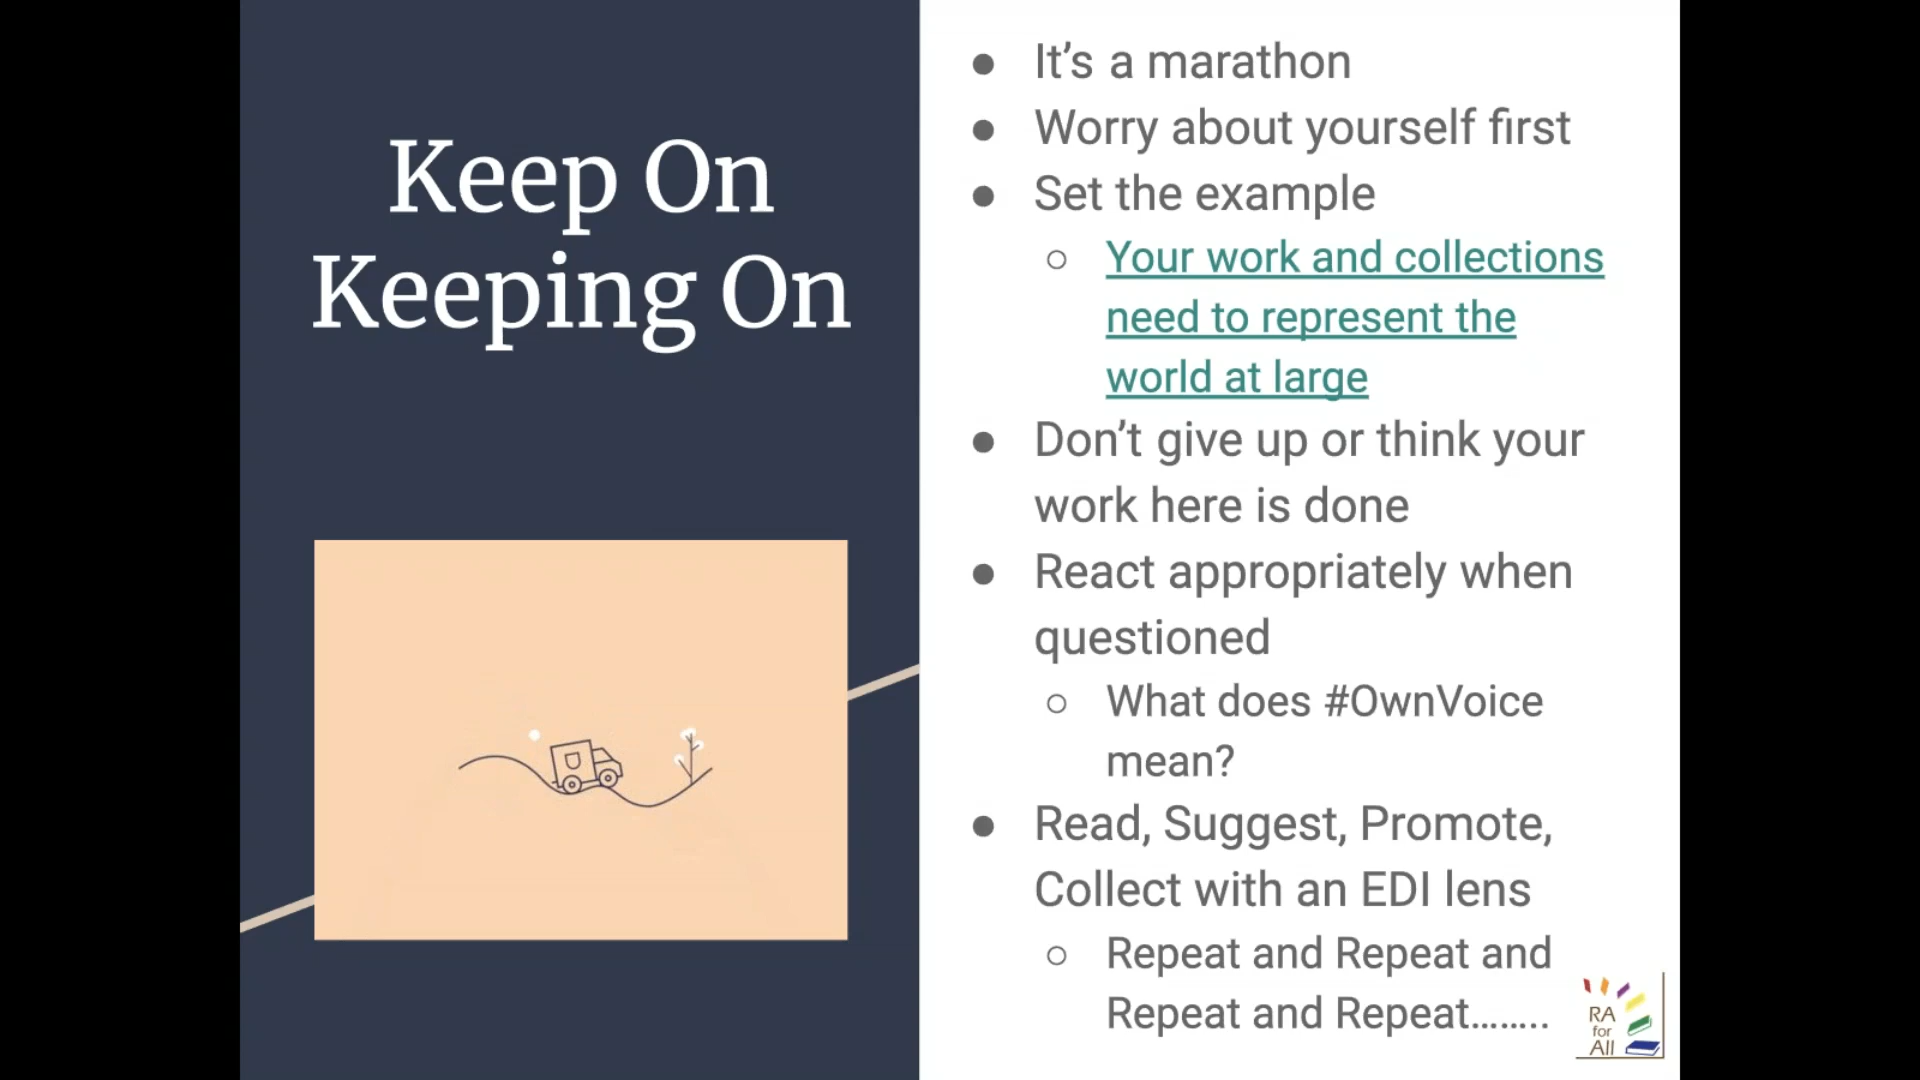 Keep On
Keeping On
● It’s a marathon
● Worry about yourself first
● Set the example
○ Your work and collections
need to represent the
world at large
● Don’t give up or think your
work here is done
● React appropriately when
questioned
○ What does #OwnVoice
mean?
● Read, Suggest, Promote,
Collect with an EDI lens
○ Repeat and Repeat and
Repeat and Repeat……..
RA
for
All